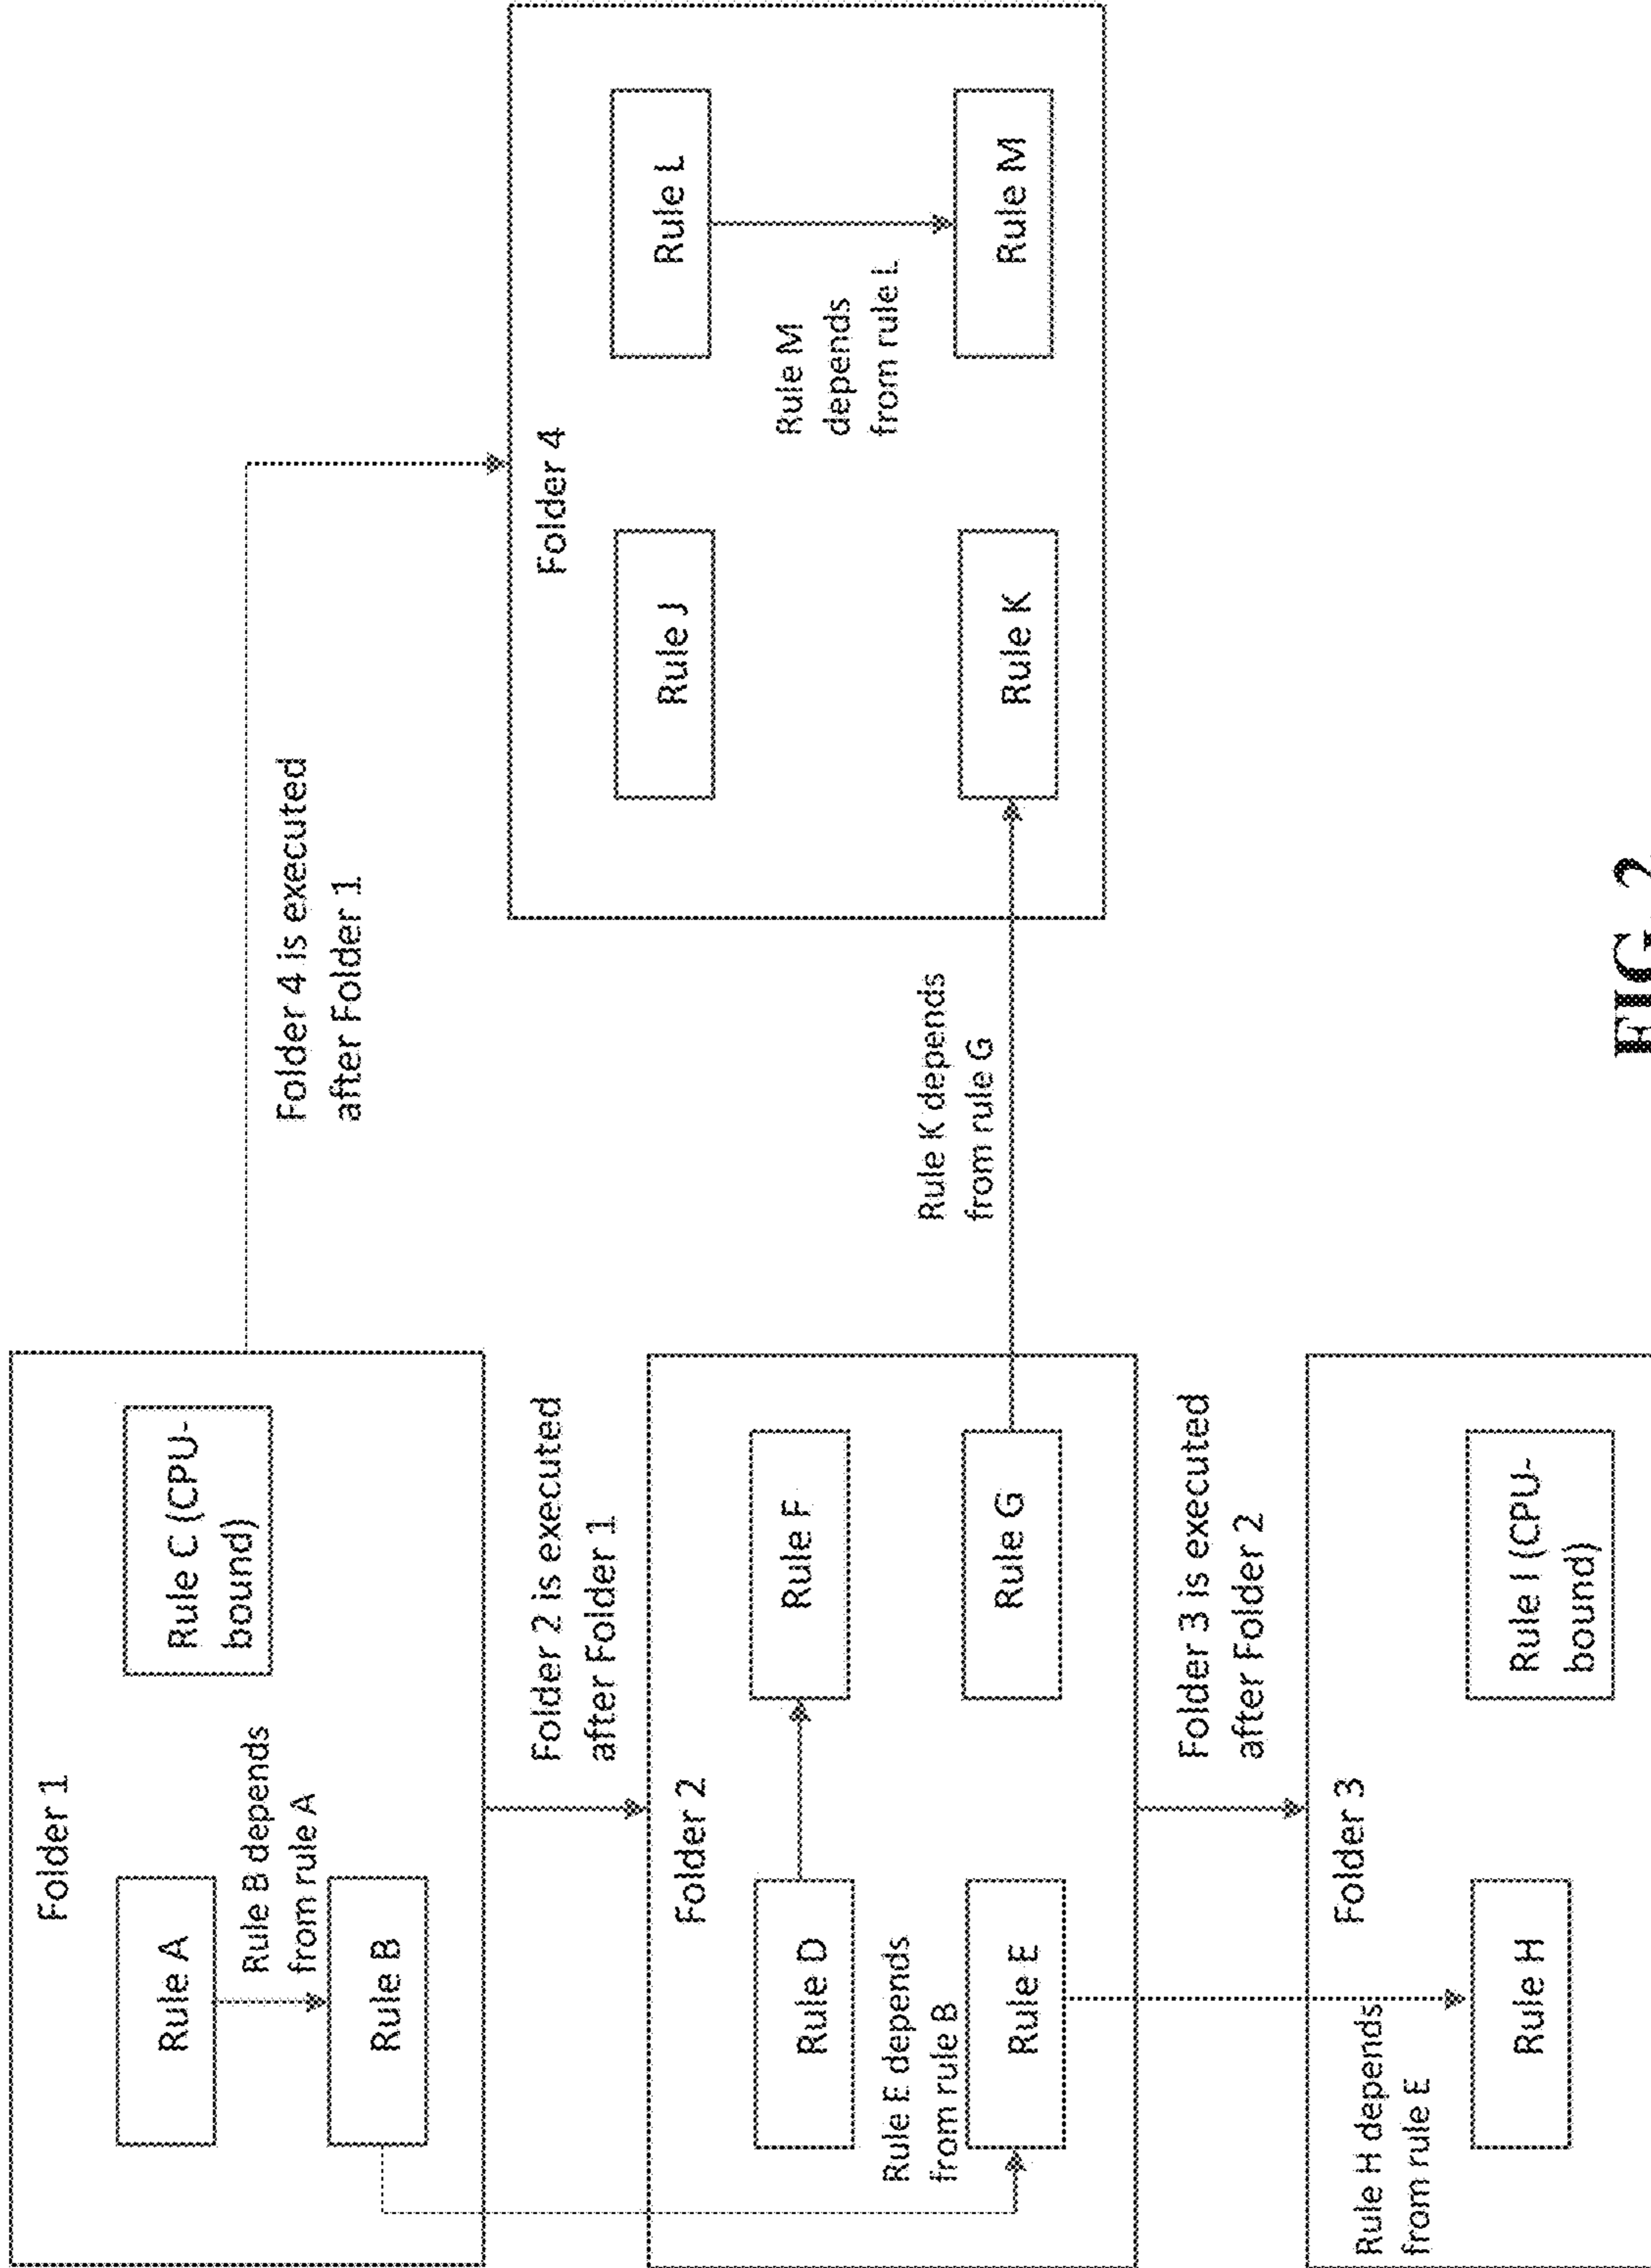 Folder 1
Rule A
Rule B depends
from rule A
Rule B
Rule C (CPU-
bound)
Folder 4 is executed
after Folder 1
Folder 2 is executed
after Folder 1
Folder 2
Rule D
Rule F
Rule E depends
from rule B
Rule E
Rule G
Rule K depends
from rule G
Folder 4
Rule J
Rule L
Rule M
depends
from rule L
Rule K
Rule M
Folder 3 is executed
after Folder 2
Folder 3
Rule H depends
from rule E
Rule H
Rule I (CPU-
bound)
FIG. 2